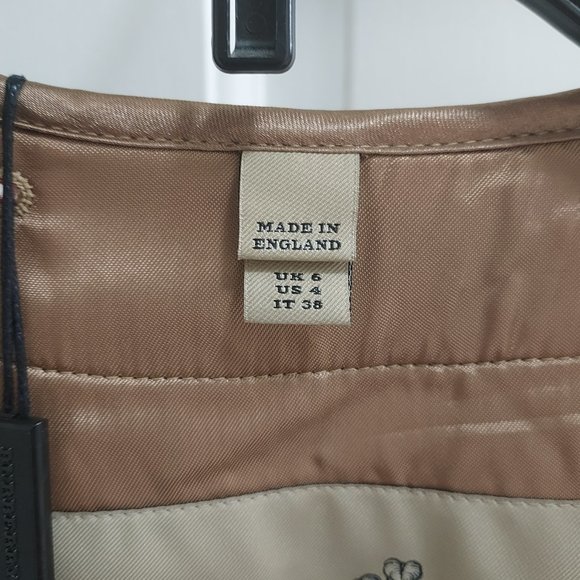 MADE IN
ENGLAND
UK 6
US 4
IT 38